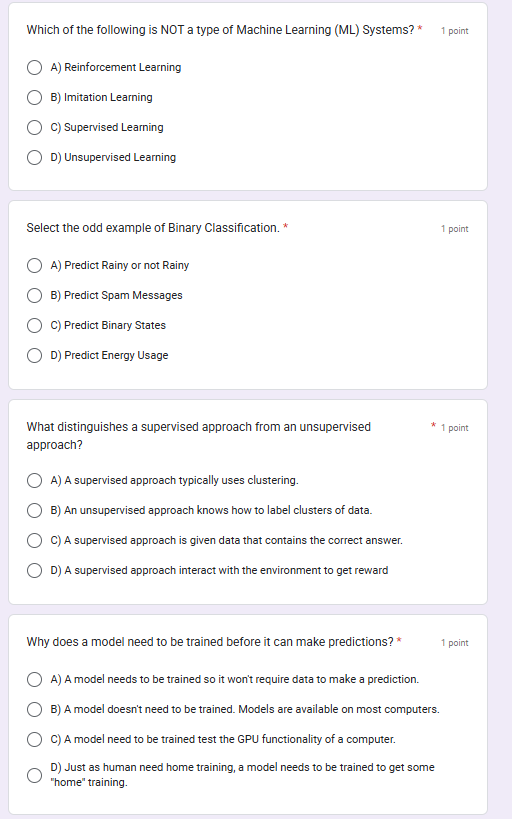 Which of the following is NOT a type of Machine Learning (ML) Systems? * 1 point
A) Reinforcement Learning
B) Imitation Learning
C) Supervised Learning
D) Unsupervised Learning
Select the odd example of Binary Classification. * 1 point
A) Predict Rainy or not Rainy
B) Predict Spam Messages
C) Predict Binary States
D) Predict Energy Usage
What distinguishes a supervised approach from an unsupervised * 1 point
approach?
A) A supervised approach typically uses clustering.
B) An unsupervised approach knows how to label clusters of data.
C) A supervised approach is given data that contains the correct answer.
D) A supervised approach interact with the environment to get reward
Why does a model need to be trained before it can make predictions? * 1 point
A) A model needs to be trained so it won't require data to make a prediction.
B) A model doesn't need to be trained. Models are available on most computers.
C) A model need to be trained test the GPU functionality of a computer.
D) Just as human need home training, a model needs to be trained to get some
"home" training.